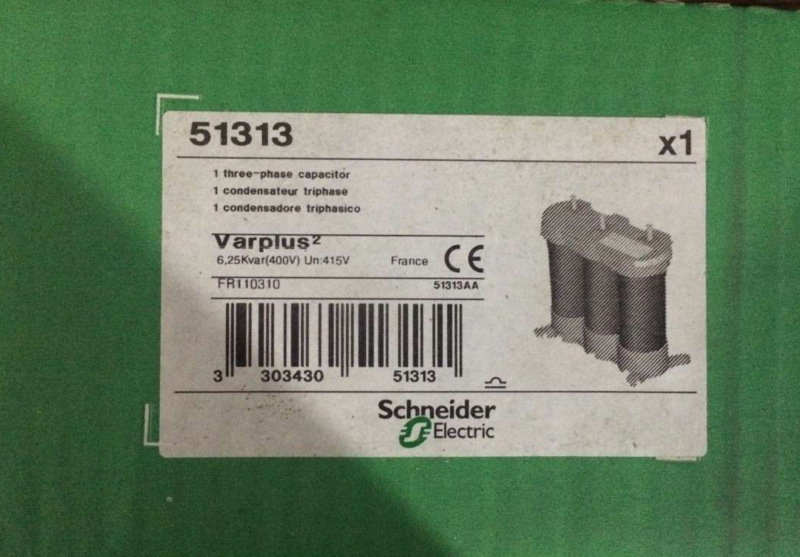 51313 x1
1 three-phase capacitor
1 condensateur triphase
1 condensadore triphasico
Varplus²
6,25Kvar(400V) Un:415V France CE
FR110310 51313AA
3 303430 51313
Schneider
Electric